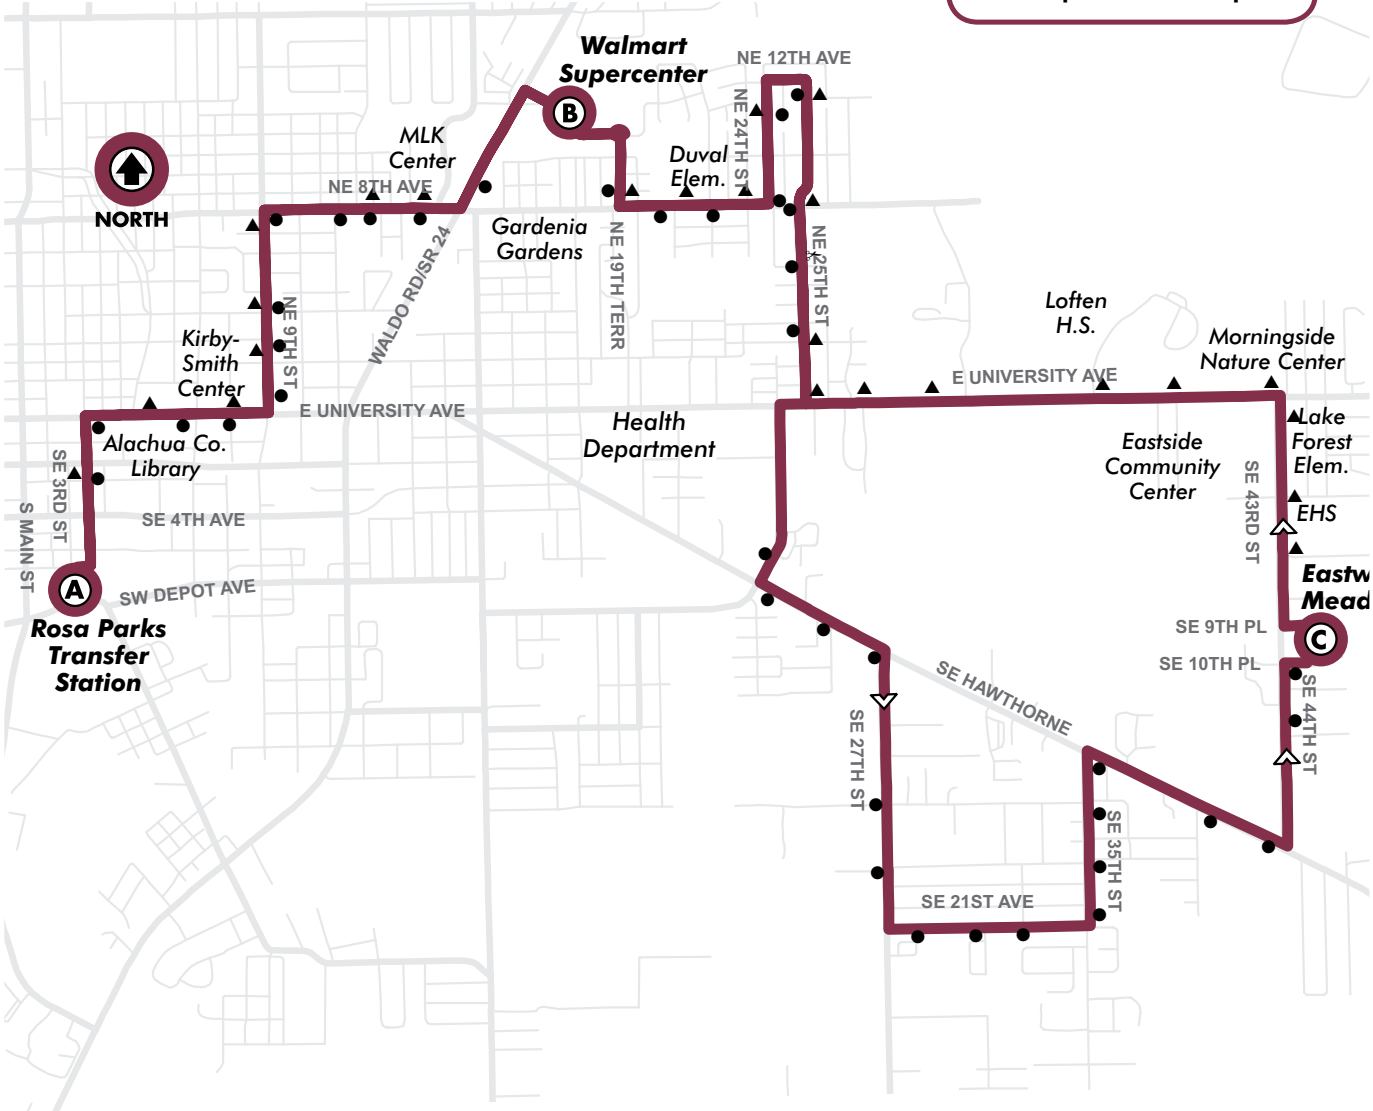 Walmart
Supercenter
NE 12TH AVE
B
NE 24TH ST
MLK
Center
Duval
Elem.
NE 8TH AVE
NORTH
Gardenia
Gardens
NE 19TH TERR
NE 25TH ST
WALDO RD/SR 24
NE 9TH ST
Kirby-
Smith
Center
Loften
H.S.
Morningside
Nature Center
E UNIVERSITY AVE
E UNIVERSITY AVE
Health
Department
Alachua Co.
Library
Lake
Forest
Elem.
Eastside
Community
Center
SE 43RD ST
EHS
SE 3RD ST
S MAIN ST
SE 4TH AVE
A
SW DEPOT AVE
Rosa Parks
Transfer
Station
SE 9TH PL
C
SE 10TH PL
SE 44TH ST
SE HAWTHORNE
SE 27TH ST
SE 35TH ST
SE 21ST AVE